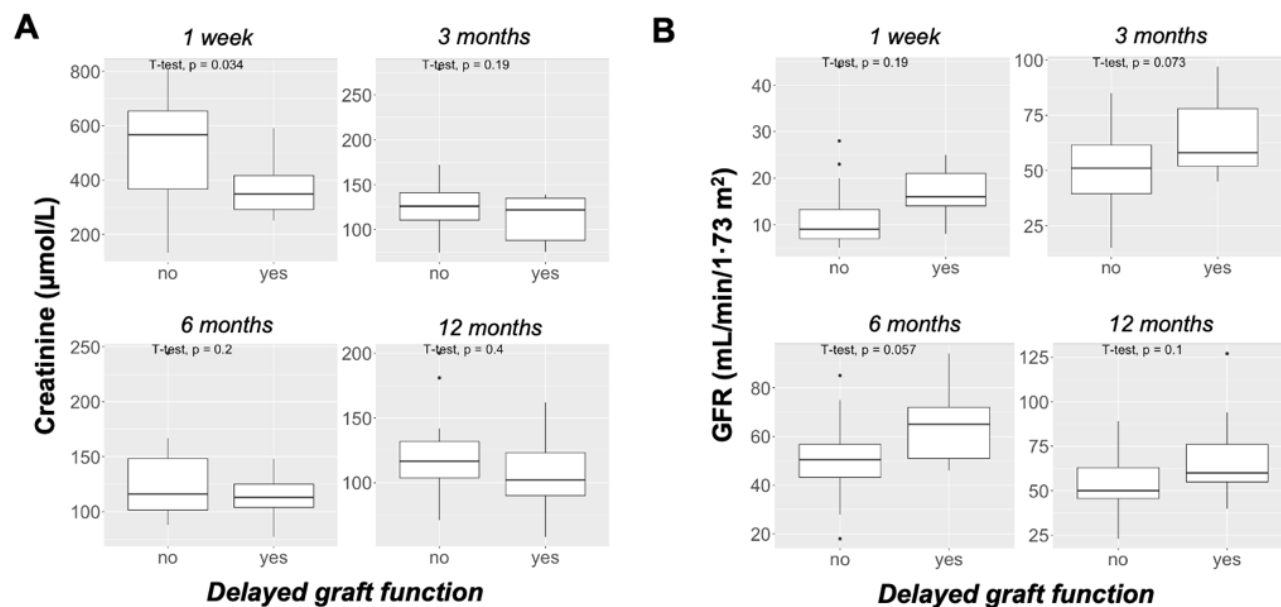 A
1 week
T-test, p = 0.034
800
600
400
200
no
yes
3 months
T-test, p = 0.19
250
200
150
100
no
yes
6 months
T-test, p = 0.2
250
200
150
100
no
yes
12 months
T-test, p = 0.4
200
150
100
no
yes
Creatinine (µmol/L)
Delayed graft function
B
1 week
T-test, p = 0.19
40
30
20
10
no
yes
3 months
T-test, p = 0.073
100
75
50
25
no
yes
6 months
T-test, p = 0.057
80
60
40
20
no
yes
12 months
T-test, p = 0.1
125
100
75
50
25
no
yes
GFR (mL/min/1·73 m²)
Delayed graft function